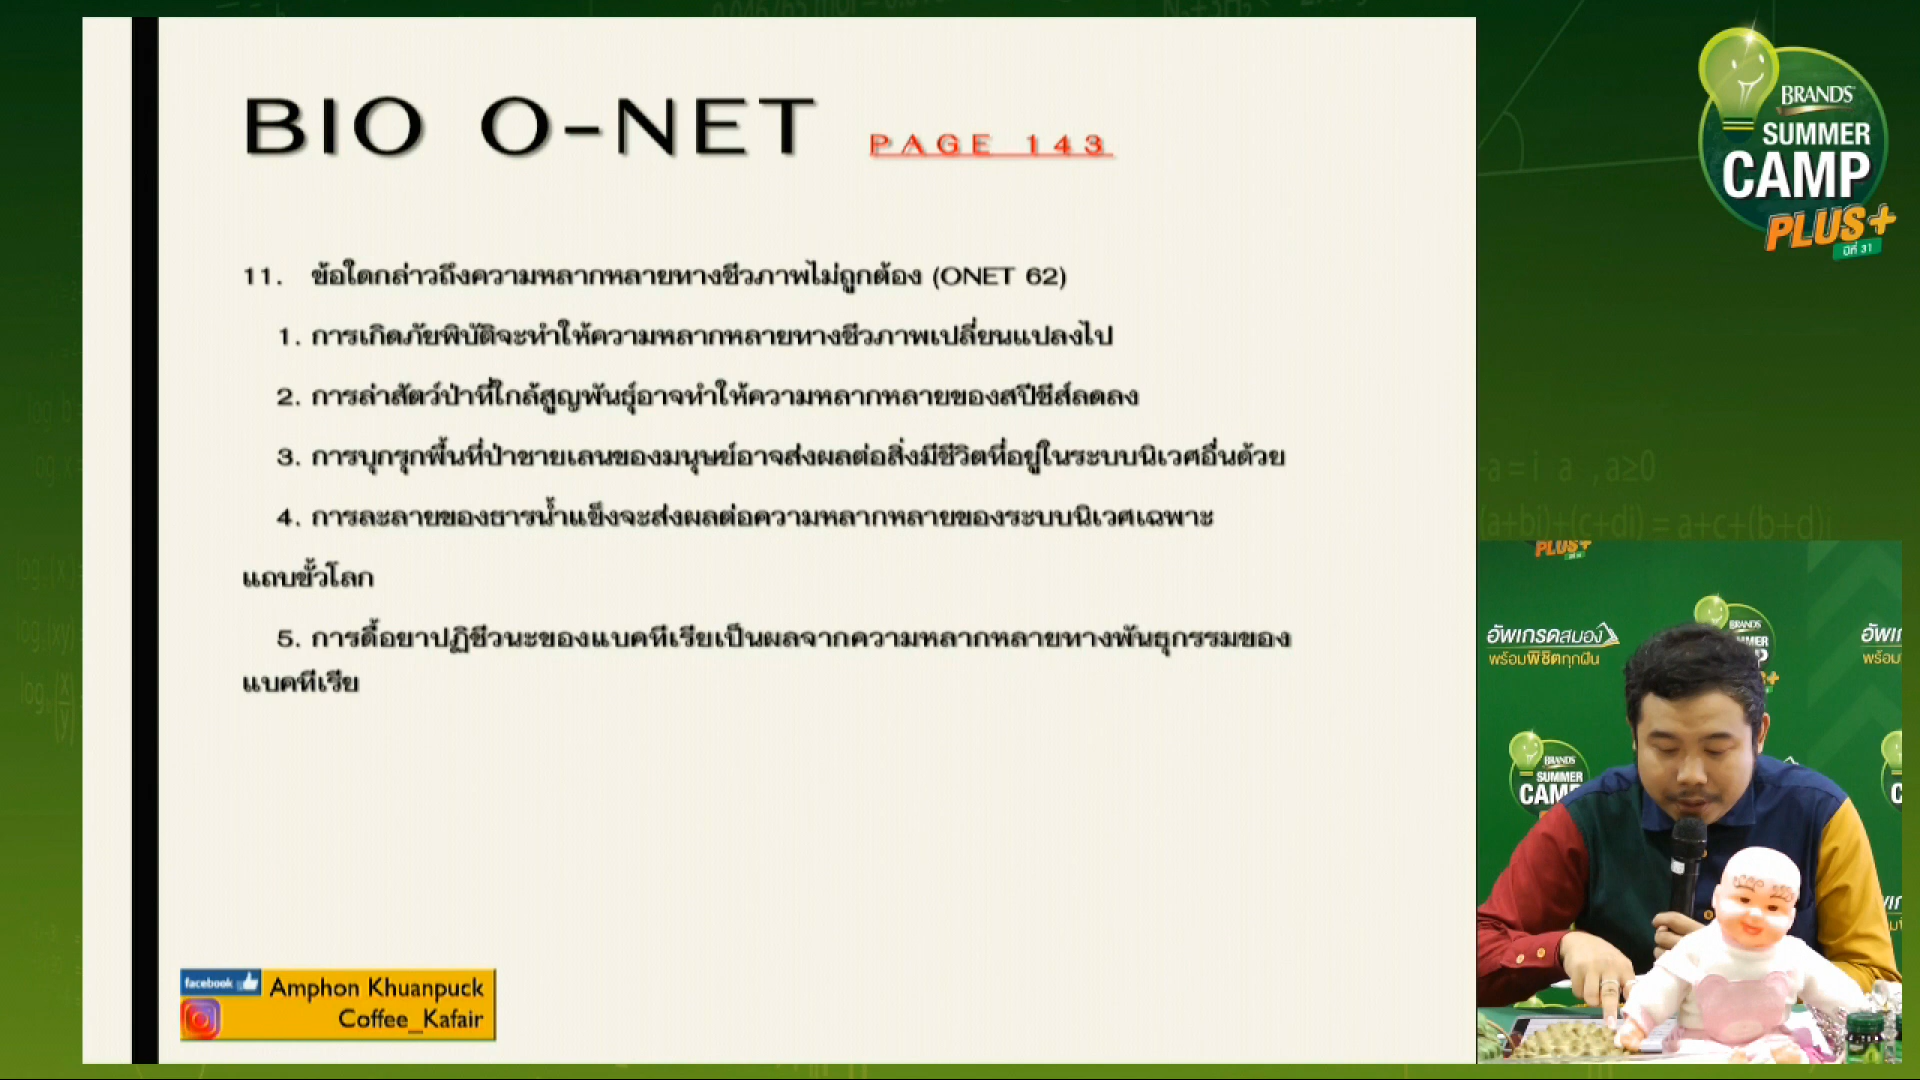 BIO O-NET PAGE 143
11. ข้อใดกล่าวถึงความหลากหลายทางชีวภาพไม่ถูกต้อง (ONET 62)
1. การเกิดภัยพิบัติจะทำให้ความหลากหลายทางชีวภาพเปลี่ยนแปลงไป
2. การล่าสัตว์ป่าที่ใกล้สูญพันธุ์อาจทำให้ความหลากหลายของสปีชีส์ลดลง
3. การบุกรุกพื้นที่ป่าชายเลนของมนุษย์อาจส่งผลต่อสิ่งมีชีวิตที่อยู่ในระบบนิเวศอื่นด้วย
4. การละลายของธารน้ำแข็งจะส่งผลต่อความหลากหลายของระบบนิเวศเฉพาะ
แถบขั้วโลก
5. การดื้อยาปฏิชีวนะของแบคทีเรียเป็นผลจากความหลากหลายทางพันธุกรรมของ
แบคทีเรีย
facebook
Amphon Khuanpuck
Coffee_Kafair
BRANDS
SUMMER
CAMP
PLUS+
ปีที่ 31
-a = i a , a≥0
(a+bi)+(c+di) = a+c+(b+d)i
PLUS+
อัพเกรดสมอง
พร้อมพิชิตทุกฝัน
BRANDS
SUMMER
CAMP